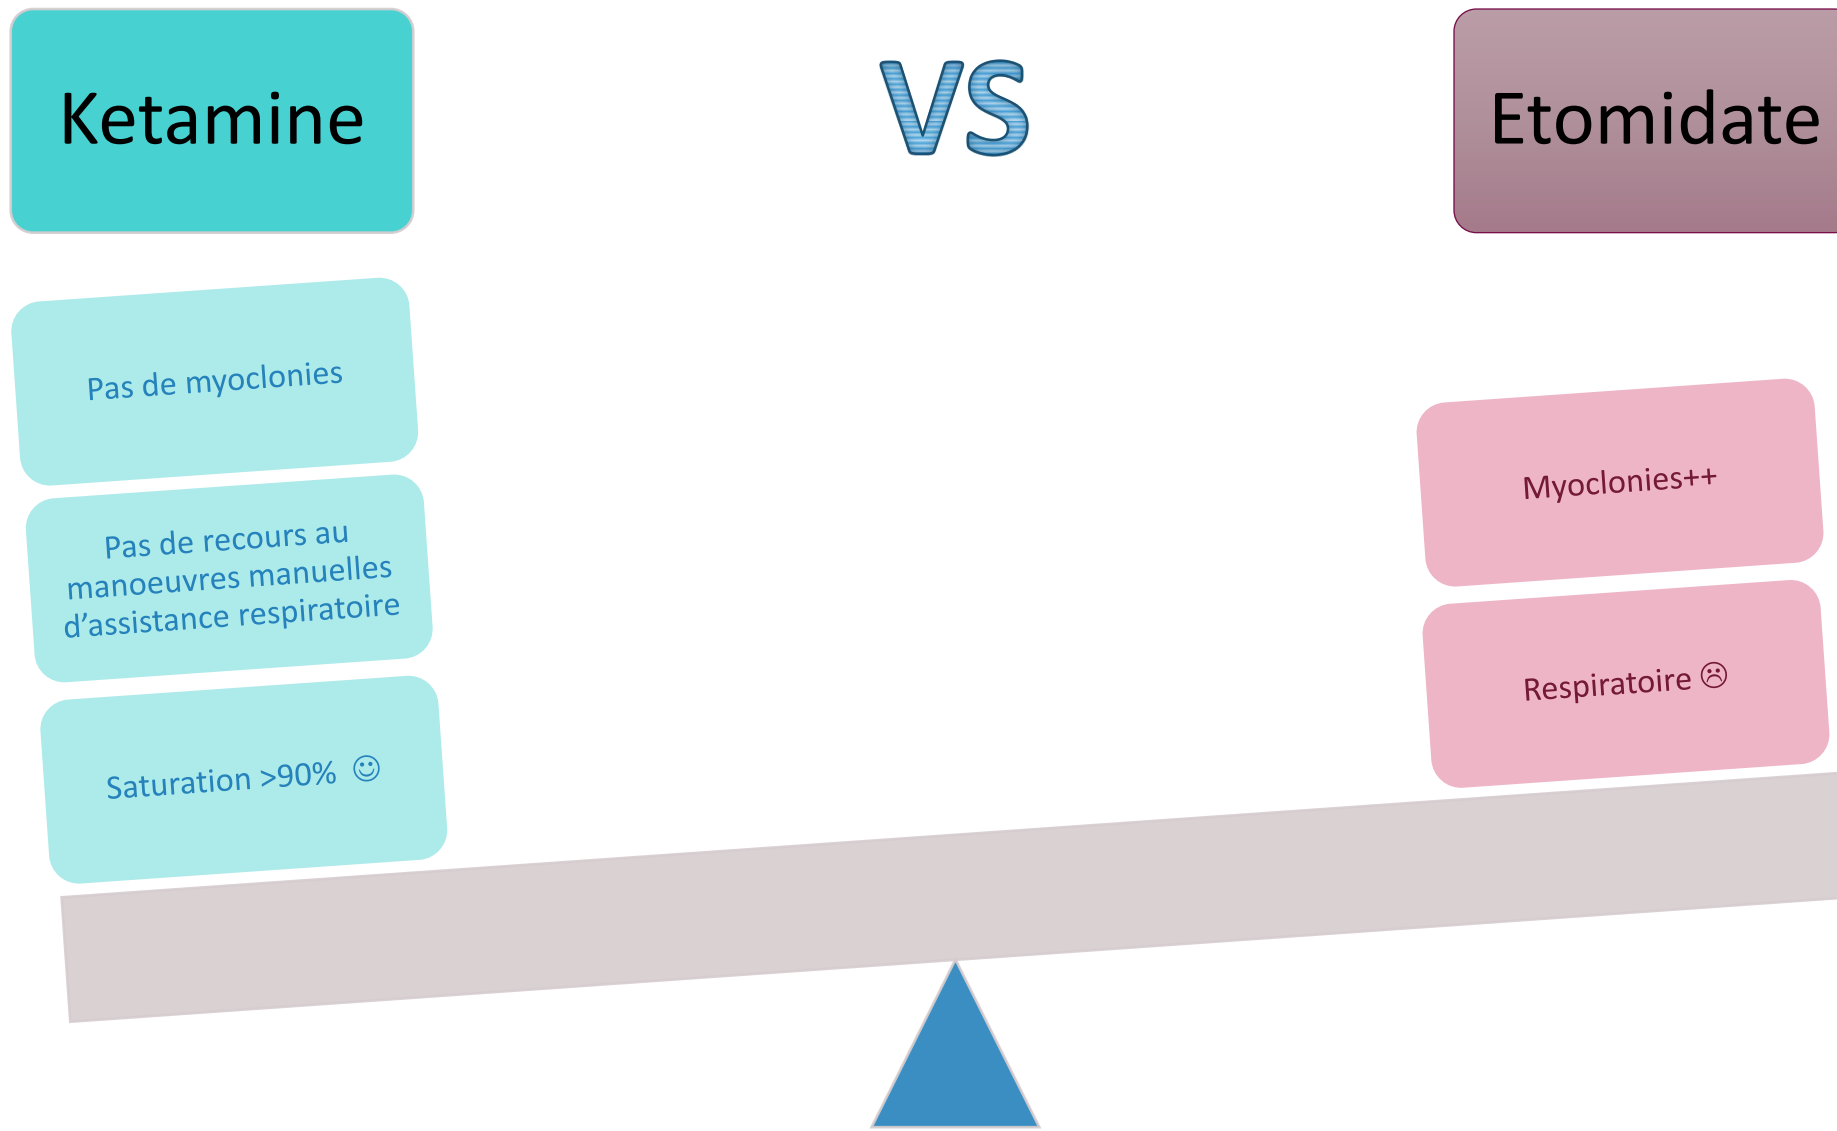 Ketamine
VS
Etomidate
Pas de myoclonies
Pas de recours au
manoeuvres manuelles
d’assistance respiratoire
Saturation >90% ☺
Myoclonies++
Respiratoire ☹